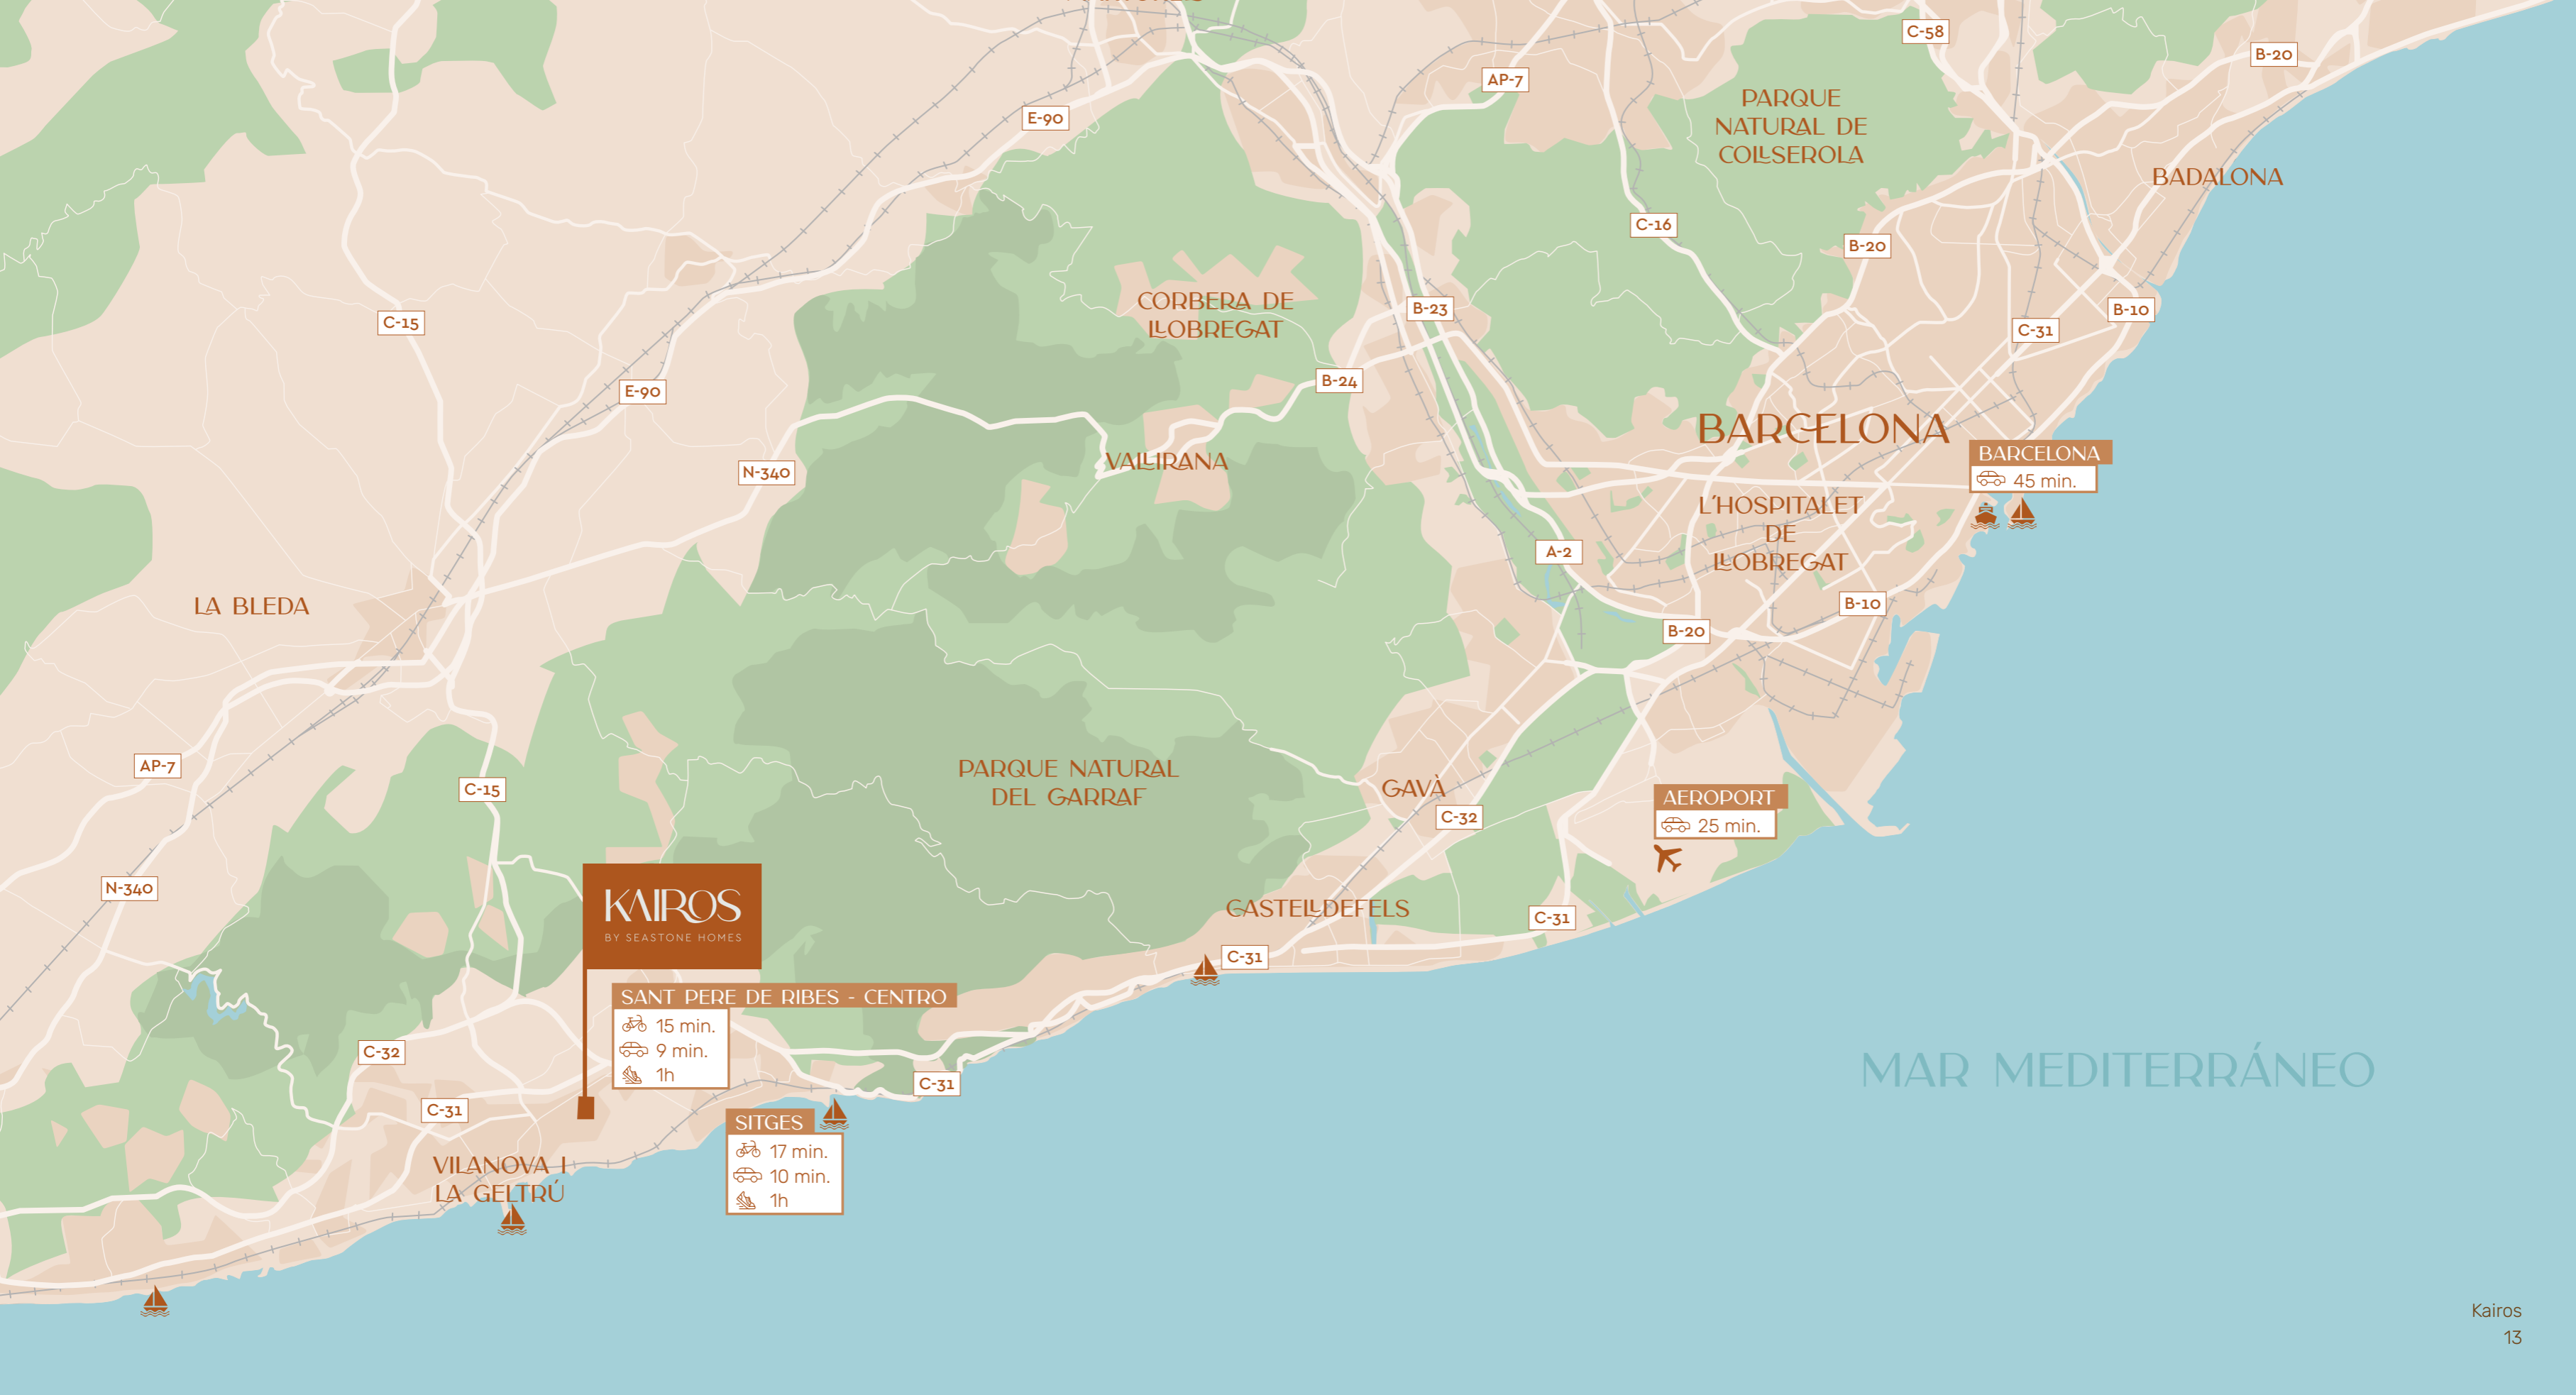 C-58
B-20
AP-7
E-90
PARQUE
NATURAL DE
COLLSEROLA
BADALONA
C-16
B-20
CORBERA DE
LLOBREGAT
B-23
B-10
C-15
C-31
E-90
B-24
BARCELONA
BARCELONA
45 min.
N-340
VALLIRANA
L'HOSPITALET
DE
LLOBREGAT
A-2
LA BLEDA
B-10
B-20
AP-7
C-15
PARQUE NATURAL
DEL GARRAF
GAVÀ
C-32
AEROPORT
25 min.
N-340
KAIROS
BY SEASTONE HOMES
CASTELLDEFELS
C-31
C-31
SANT PERE DE RIBES - CENTRO
15 min.
9 min.
1h
C-32
C-31
C-31
MAR MEDITERRÁNEO
SITGES
17 min.
10 min.
1h
VILANOVA I
LA GELTRÚ
Kairos
13